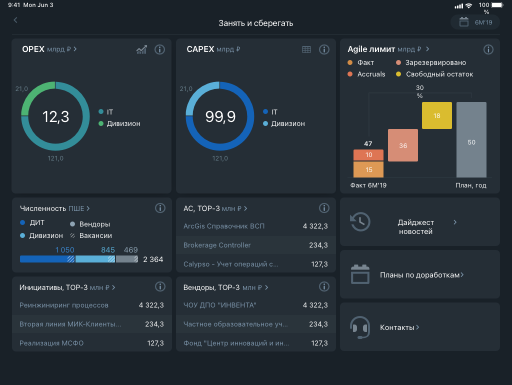 9:41 Mon Jun 3
100 %
Занять и сберегать
6М'19
OPEX млрд ₽
21,0
12,3
121,0
IT
Дивизион
CAPEX млрд ₽
21,0
99,9
121,0
IT
Дивизион
Agile лимит млрд ₽
Факт
Зарезервировано
Accruals
Свободный остаток
30 %
47
10
15
36
18
50
Факт 6М'19
План, год
Численность ПШЕ
ДИТ
Вендоры
Дивизион
Вакансии
1 050
845
469
2 364
АС, TOP-3 млн ₽
ArcGis Справочник ВСП 4 322,3
Brokerage Controller 234,3
Calypso - Учет операций с... 127,3
Дайджест
новостей
Планы по доработкам
Контакты
Инициативы, TOP-3 млн ₽
Реинжиниринг процессов 4 322,3
Вторая линия МИК-Клиенты... 234,3
Реализация МСФО 127,3
Вендоры, TOP-3 млн ₽
ЧОУ ДПО "ИНВЕНТА" 4 322,3
Частное образовательное уч... 234,3
Фонд "Центр инноваций и ин... 127,3